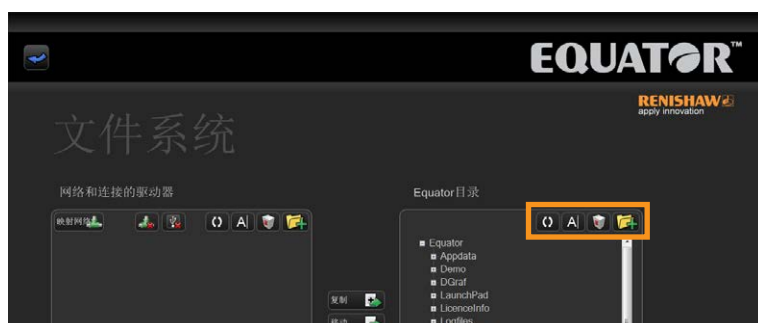 EQUATOR™
RENISHAW
apply innovation
文件系统
网络和连接的驱动器
Equator目录
映射网络
A
A
Equator
Appdata
Demo
DGraf
LaunchPad
LicenceInfo
Logfiles
复制
移动